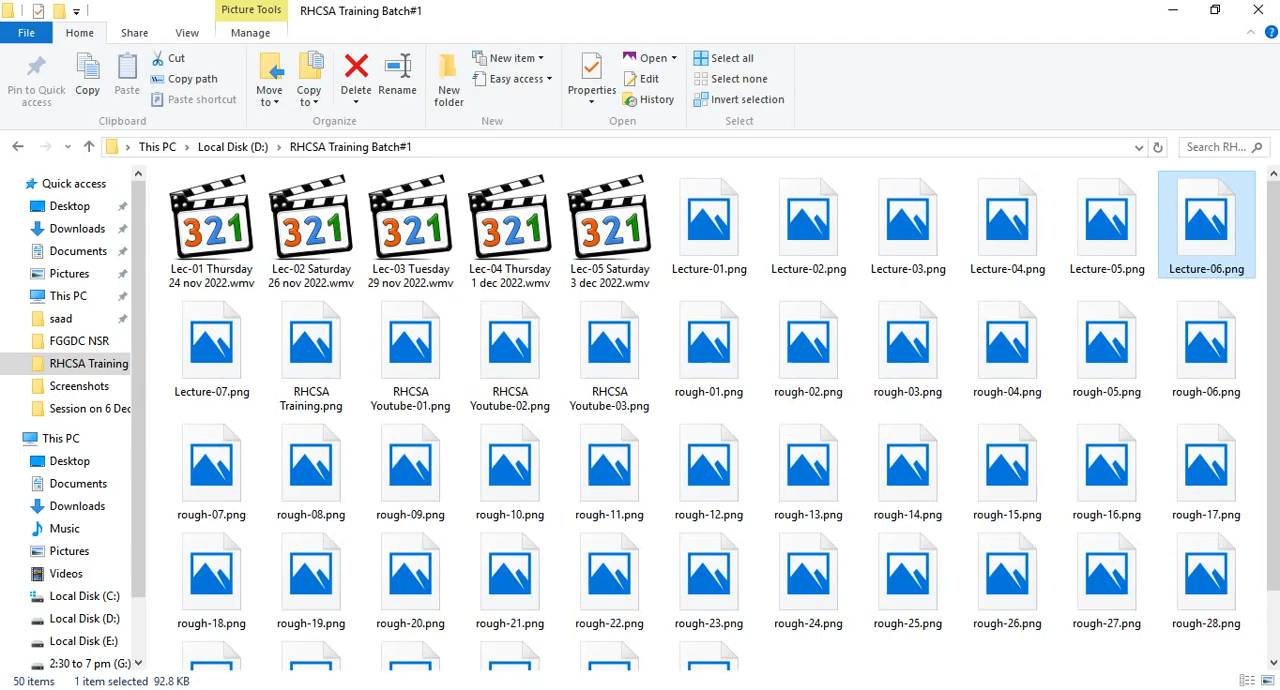 Picture Tools
RHCSA Training Batch#1
File
Home
Share
View
Manage
Pin to Quick
access
Copy
Paste
Cut
Copy path
Paste shortcut
Clipboard
Move
to
Copy
to
Delete
Rename
Organize
New
folder
New item
Easy access
New
Properties
Open
Edit
History
Open
Select all
Select none
Invert selection
Select
This PC
Local Disk (D:)
RHCSA Training Batch#1
Search RH...
Quick access
Desktop
Downloads
Documents
Pictures
This PC
saad
FGGDC NSR
RHCSA Training
Screenshots
Session on 6 Dec
This PC
Desktop
Documents
Downloads
Music
Pictures
Videos
Local Disk (C:)
Local Disk (D:)
Local Disk (E:)
2:30 to 7 pm (G:)
321 321 321 321 321
Lec-01 Thursday
24 nov 2022.wmv
Lec-02 Saturday
26 nov 2022.wmv
Lec-03 Tuesday
29 nov 2022.wmv
Lec-04 Thursday
1 dec 2022.wmv
Lec-05 Saturday
3 dec 2022.wmv
Lecture-01.png
Lecture-02.png
Lecture-03.png
Lecture-04.png
Lecture-05.png
Lecture-06.png
Lecture-07.png
RHCSA
Training.png
RHCSA
Youtube-01.png
RHCSA
Youtube-02.png
RHCSA
Youtube-03.png
rough-01.png
rough-02.png
rough-03.png
rough-04.png
rough-05.png
rough-06.png
rough-07.png
rough-08.png
rough-09.png
rough-10.png
rough-11.png
rough-12.png
rough-13.png
rough-14.png
rough-15.png
rough-16.png
rough-17.png
rough-18.png
rough-19.png
rough-20.png
rough-21.png
rough-22.png
rough-23.png
rough-24.png
rough-25.png
rough-26.png
rough-27.png
rough-28.png
50 items
1 item selected 92.8 KB